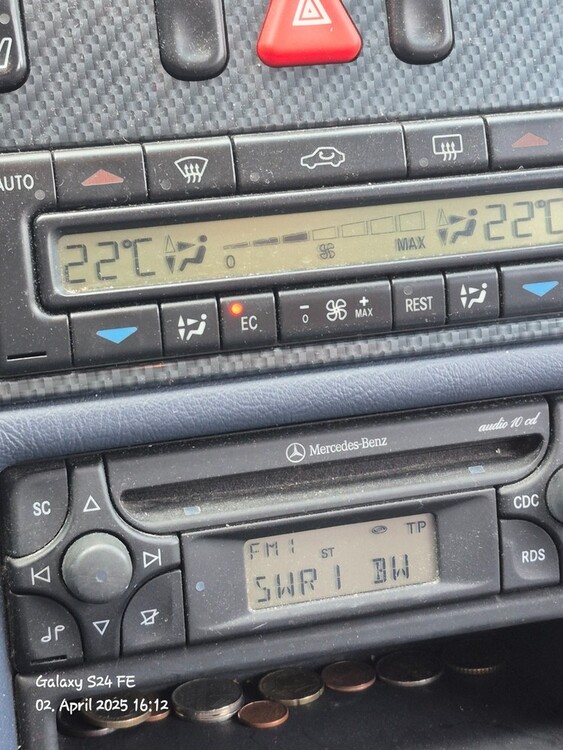 AUTO
22°C 0 MAX 22°C
EC - 0 + MAX REST
Mercedes-Benz audio 10 cd
SC CDC
FM1 ST TP
SWR1 BW
RDS
Galaxy S24 FE
02. April 2025 16:12